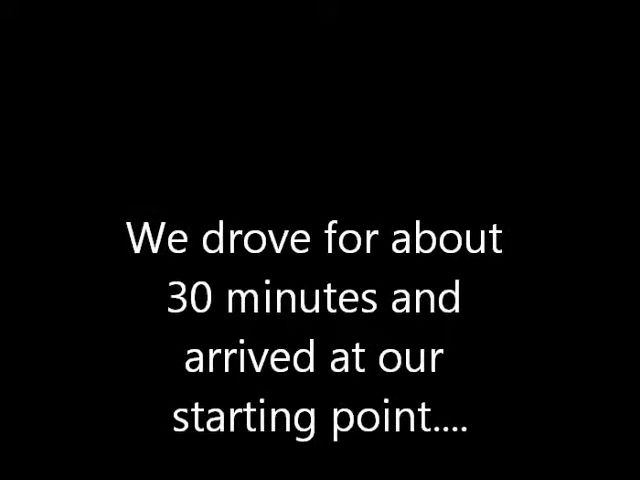 We drove for about
30 minutes and
arrived at our
starting point....